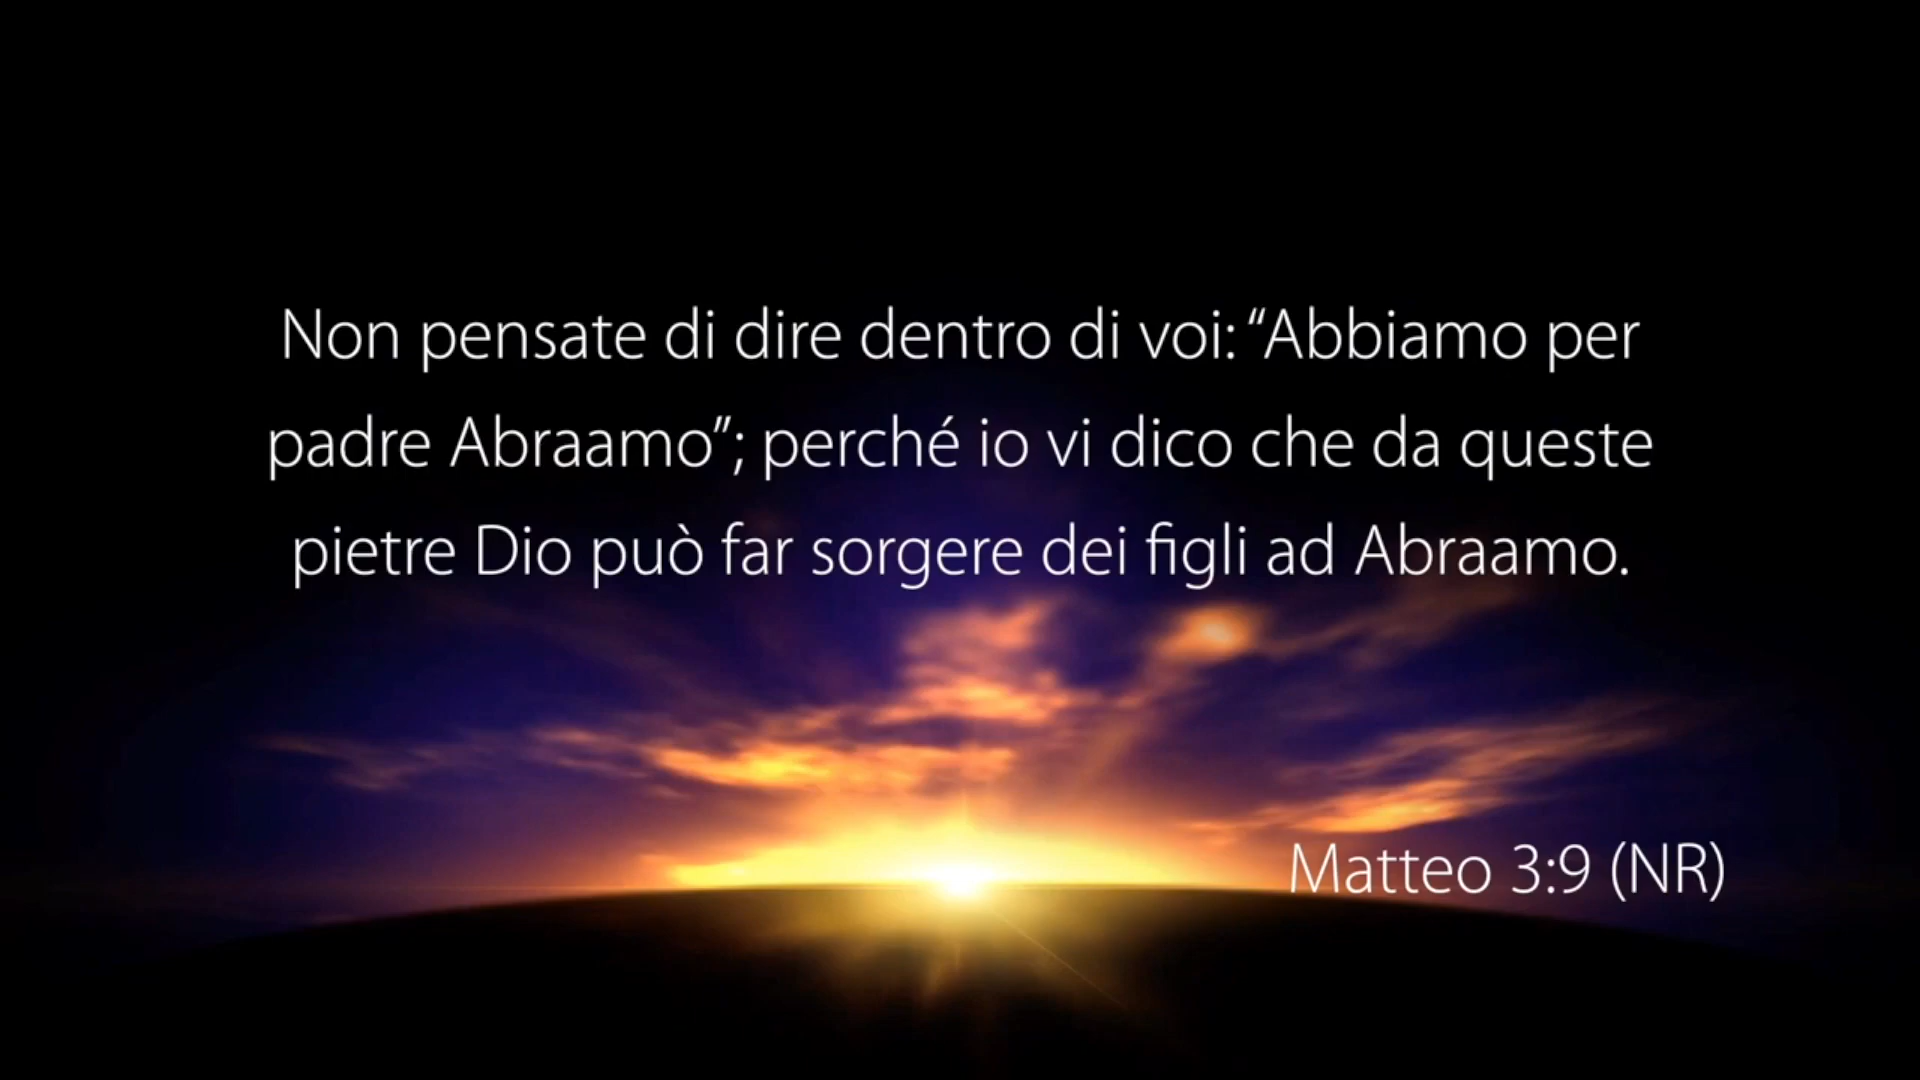 Non pensate di dire dentro di voi: “Abbiamo per
padre Abraamo”; perché io vi dico che da queste
pietre Dio può far sorgere dei figli ad Abraamo.
Matteo 3:9 (NR)